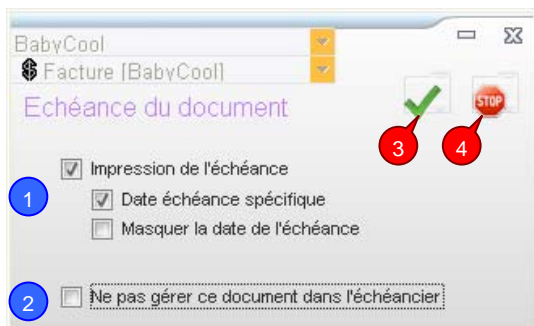 BabyCool
$ Facture [BabyCool]
Echéance du document
STOP
3
4
Impression de l'échéance
1
Date échéance spécifique
Masquer la date de l'échéance
2
Ne pas gérer ce document dans l'échéancier